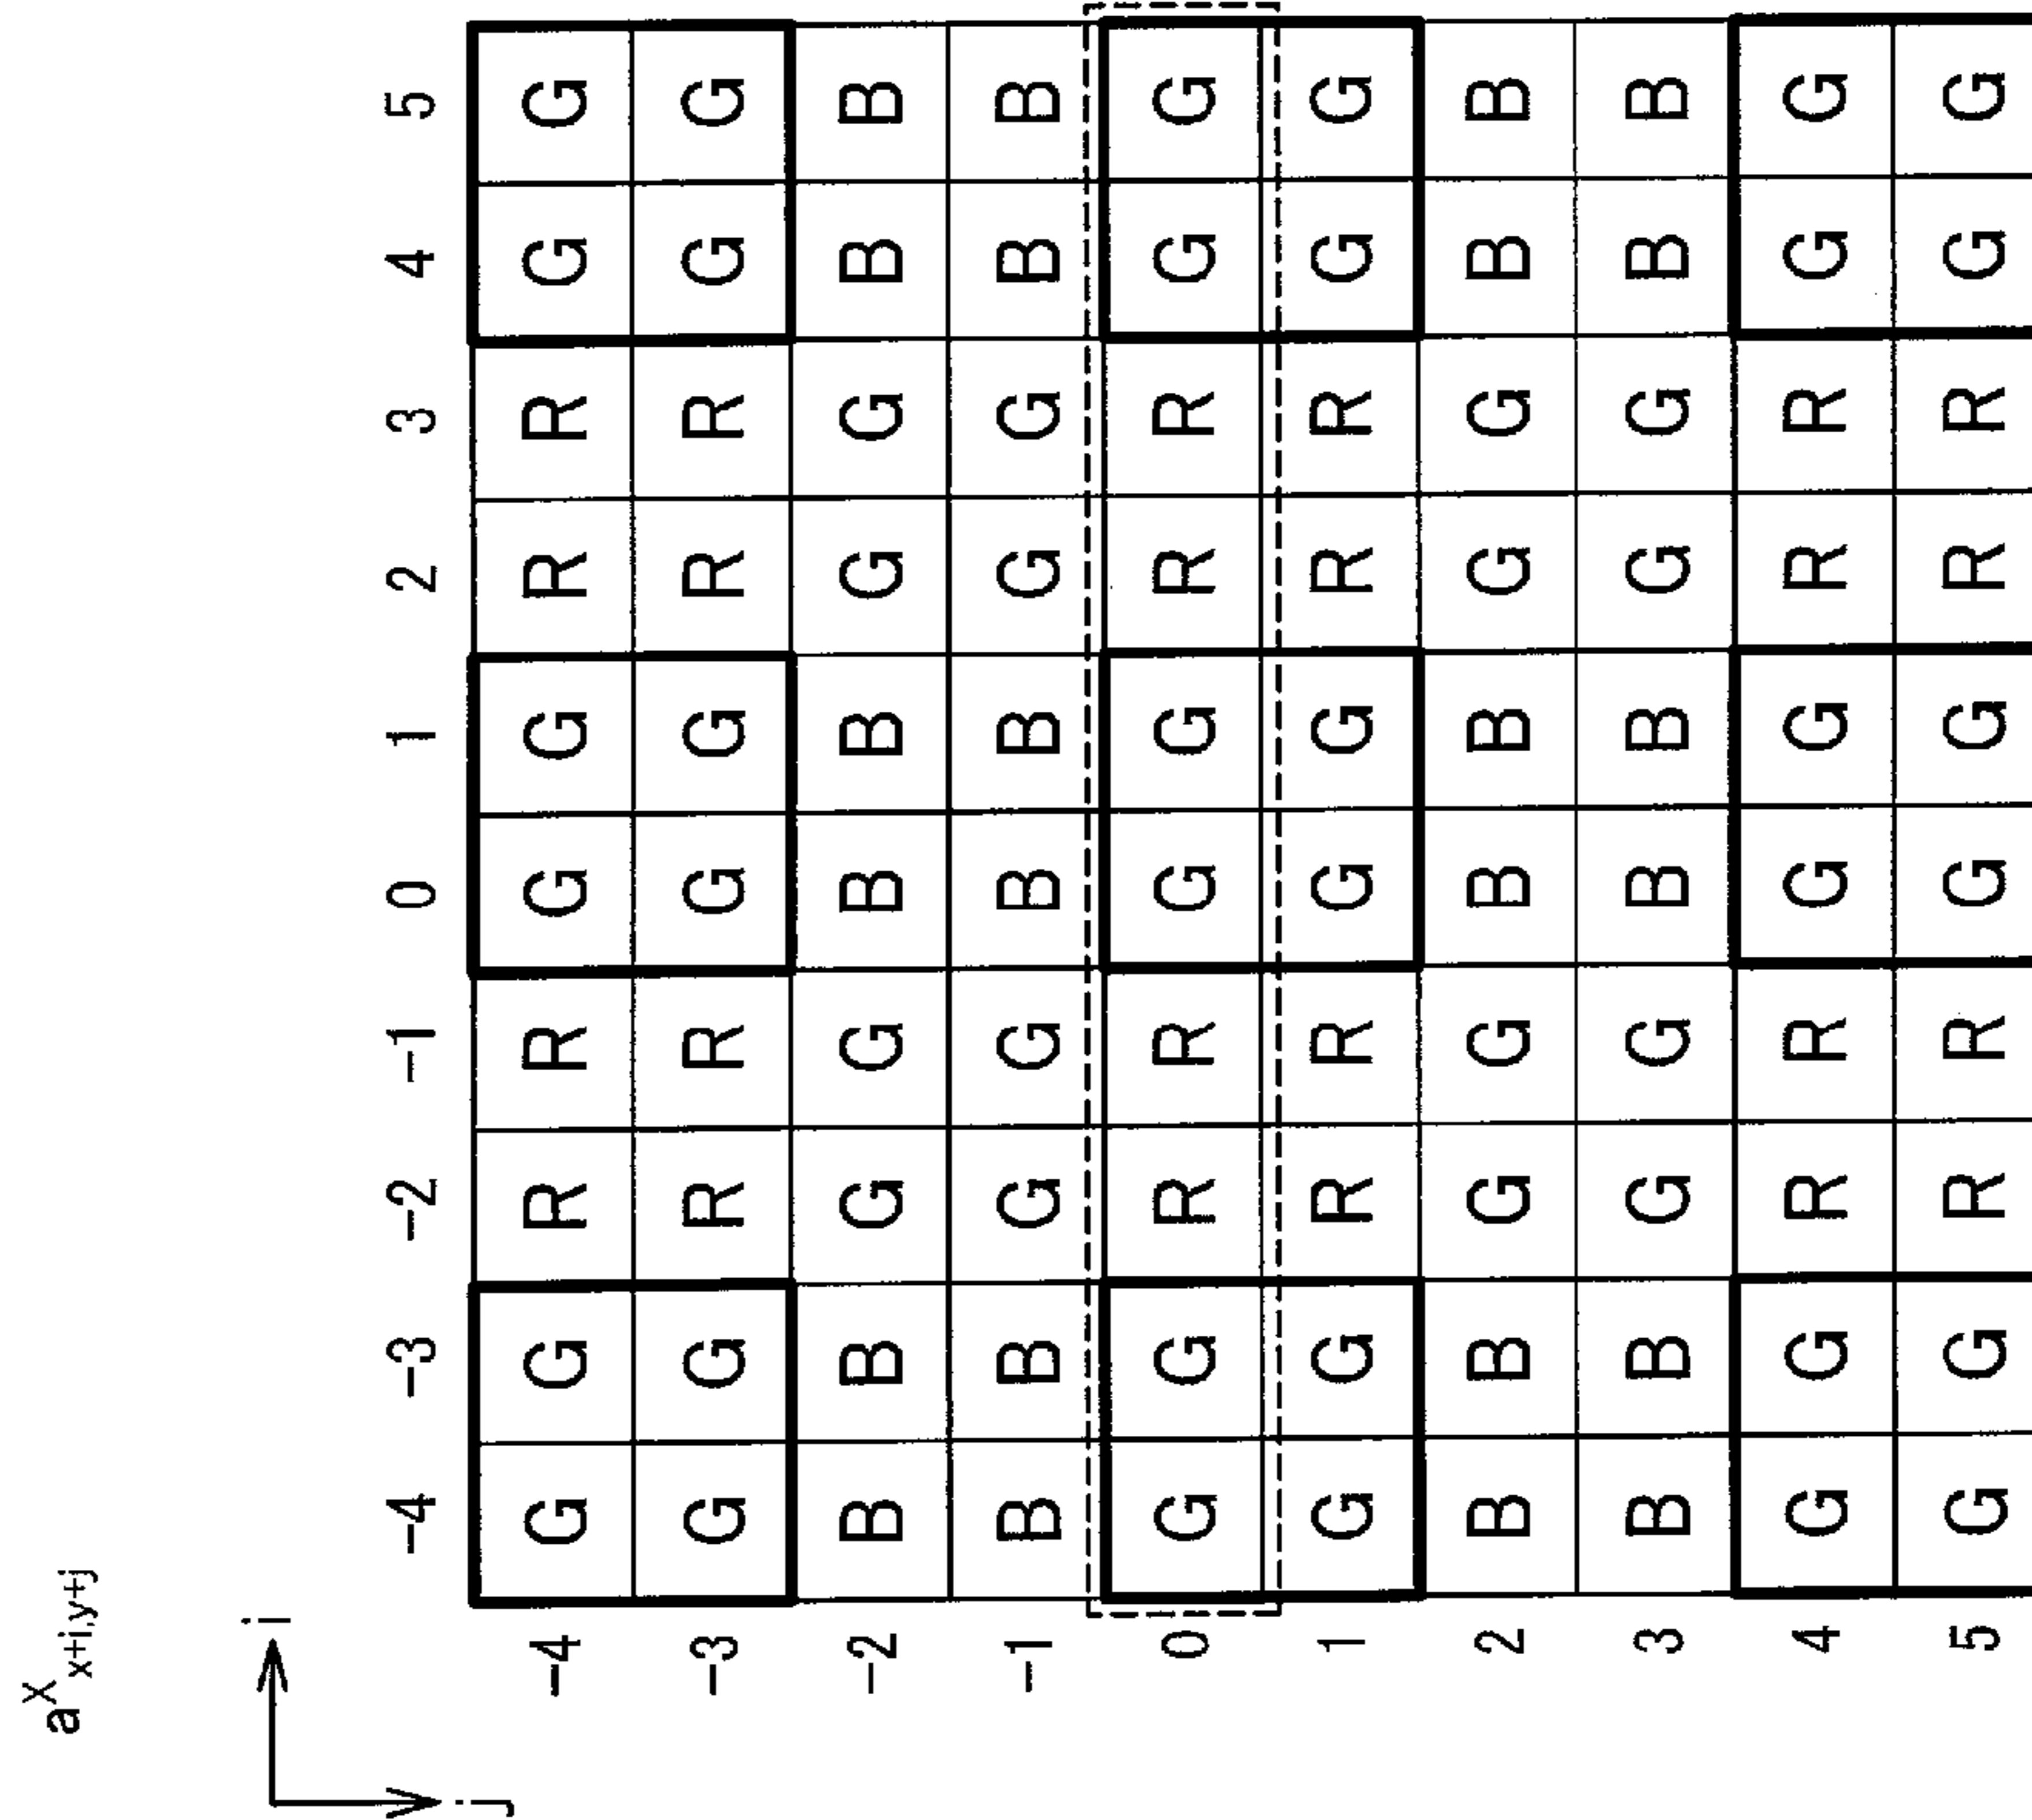 a^X_{x+i,y+j}
i
j
-4 -3 -2 -1 0 1 2 3 4 5
-4 G G R R G G R R G G
-3 G G R R G G R R G G
-2 B B G G B B G G B B
-1 B B G G B B G G B B
0 G G R R G G R R G G
1 G G R R G G R R G G
2 B B G G B B G G B B
3 B B G G B B G G B B
4 G G R R G G R R G G
5 G G R R G G R R G G